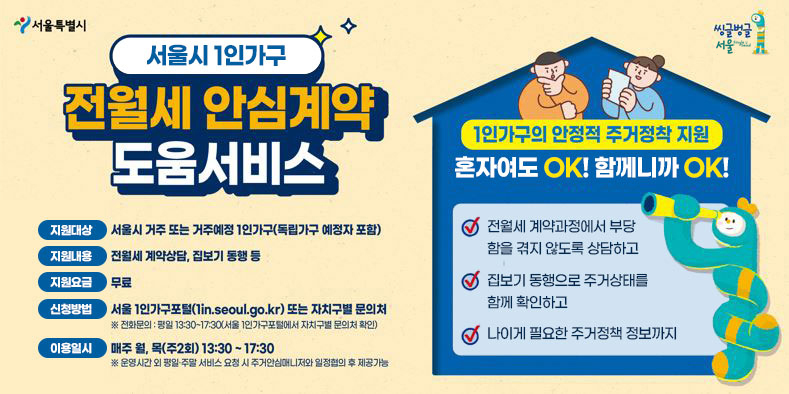 서울특별시
씽글벙글
서울
서울시 1인가구
전월세 안심계약
도움서비스
지원대상 서울시 거주 또는 거주예정 1인가구(독립가구 예정자 포함)
지원내용 전월세 계약상담, 집보기 동행 등
지원요금 무료
신청방법 서울 1인가구포털(1in.seoul.go.kr) 또는 자치구별 문의처
※ 전화문의 : 평일 13:30~17:30(서울 1인가구포털에서 자치구별 문의처 확인)
이용일시 매주 월, 목(주2회) 13:30 ~ 17:30
※ 운영시간 외 평일·주말 서비스 요청 시 주거안심매니저와 일정협의 후 제공가능
1인가구의 안정적 주거정착 지원
혼자여도 OK! 함께니까 OK!
전월세 계약과정에서 부당
함을 겪지 않도록 상담하고
집보기 동행으로 주거상태를
함께 확인하고
나에게 필요한 주거정책 정보까지